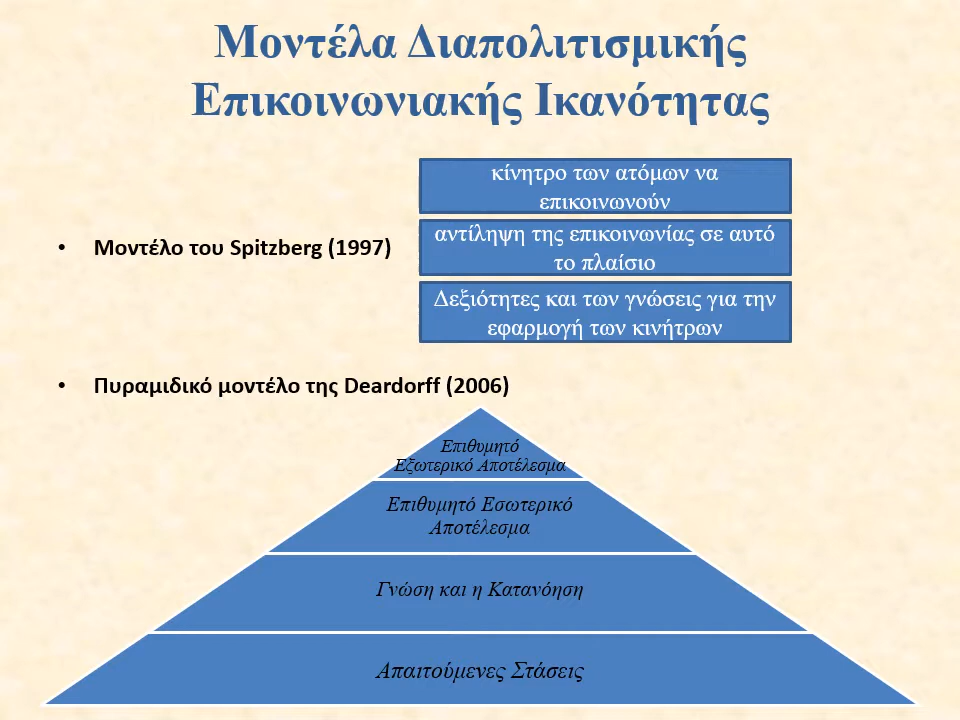 Μοντέλα Διαπολιτισμικής
Επικοινωνιακής Ικανότητας
κίνητρο των ατόμων να
επικοινωνούν
• Μοντέλο του Spitzberg (1997)
αντίληψη της επικοινωνίας σε αυτό
το πλαίσιο
Δεξιότητες και των γνώσεις για την
εφαρμογή των κινήτρων
• Πυραμιδικό μοντέλο της Deardorff (2006)
Επιθυμητό
Εξωτερικό Αποτέλεσμα
Επιθυμητό Εσωτερικό
Αποτέλεσμα
Γνώση και η Κατανόηση
Απαιτούμενες Στάσεις